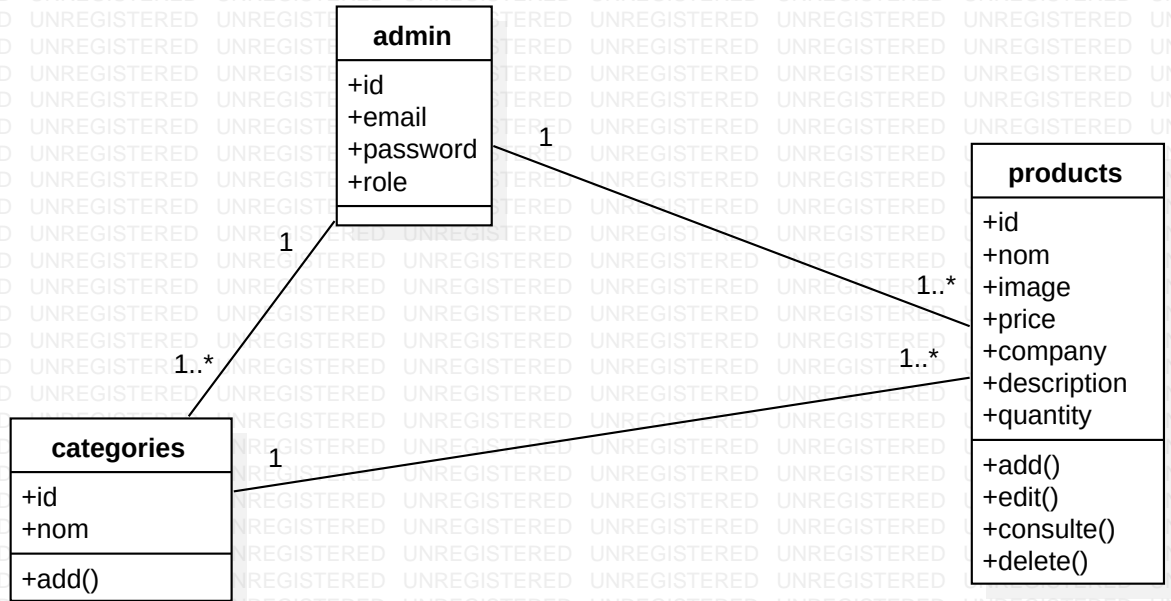 admin
+id
+email
+password
+role
1
1
1..*
1..*
1..*
1
products
+id
+nom
+image
+price
+company
+description
+quantity
+add()
+edit()
+consulte()
+delete()
categories
+id
+nom
+add()
UNREGISTERED